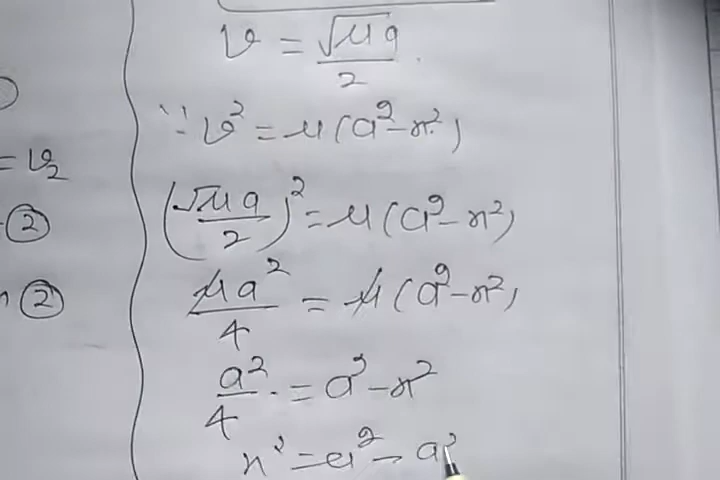 = v₂
②
n ②
v = √μa / 2
∵ v² = μ(a² - x²)
(√μa / 2)² = μ(a² - x²)
μa² / 4 = μ(a² - x²)
a² / 4 = a² - x²
x² = a² - a²